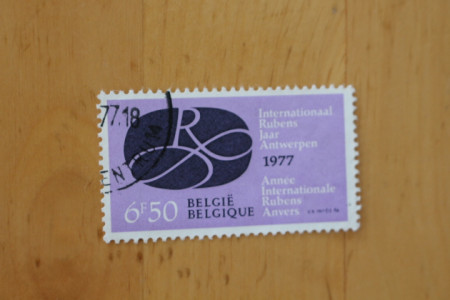 77.18
R
Internationaal
Rubens
Jaar
Antwerpen
1977
Année
Internationale
Rubens
Anvers
6F50
BELGIË
BELGIQUE